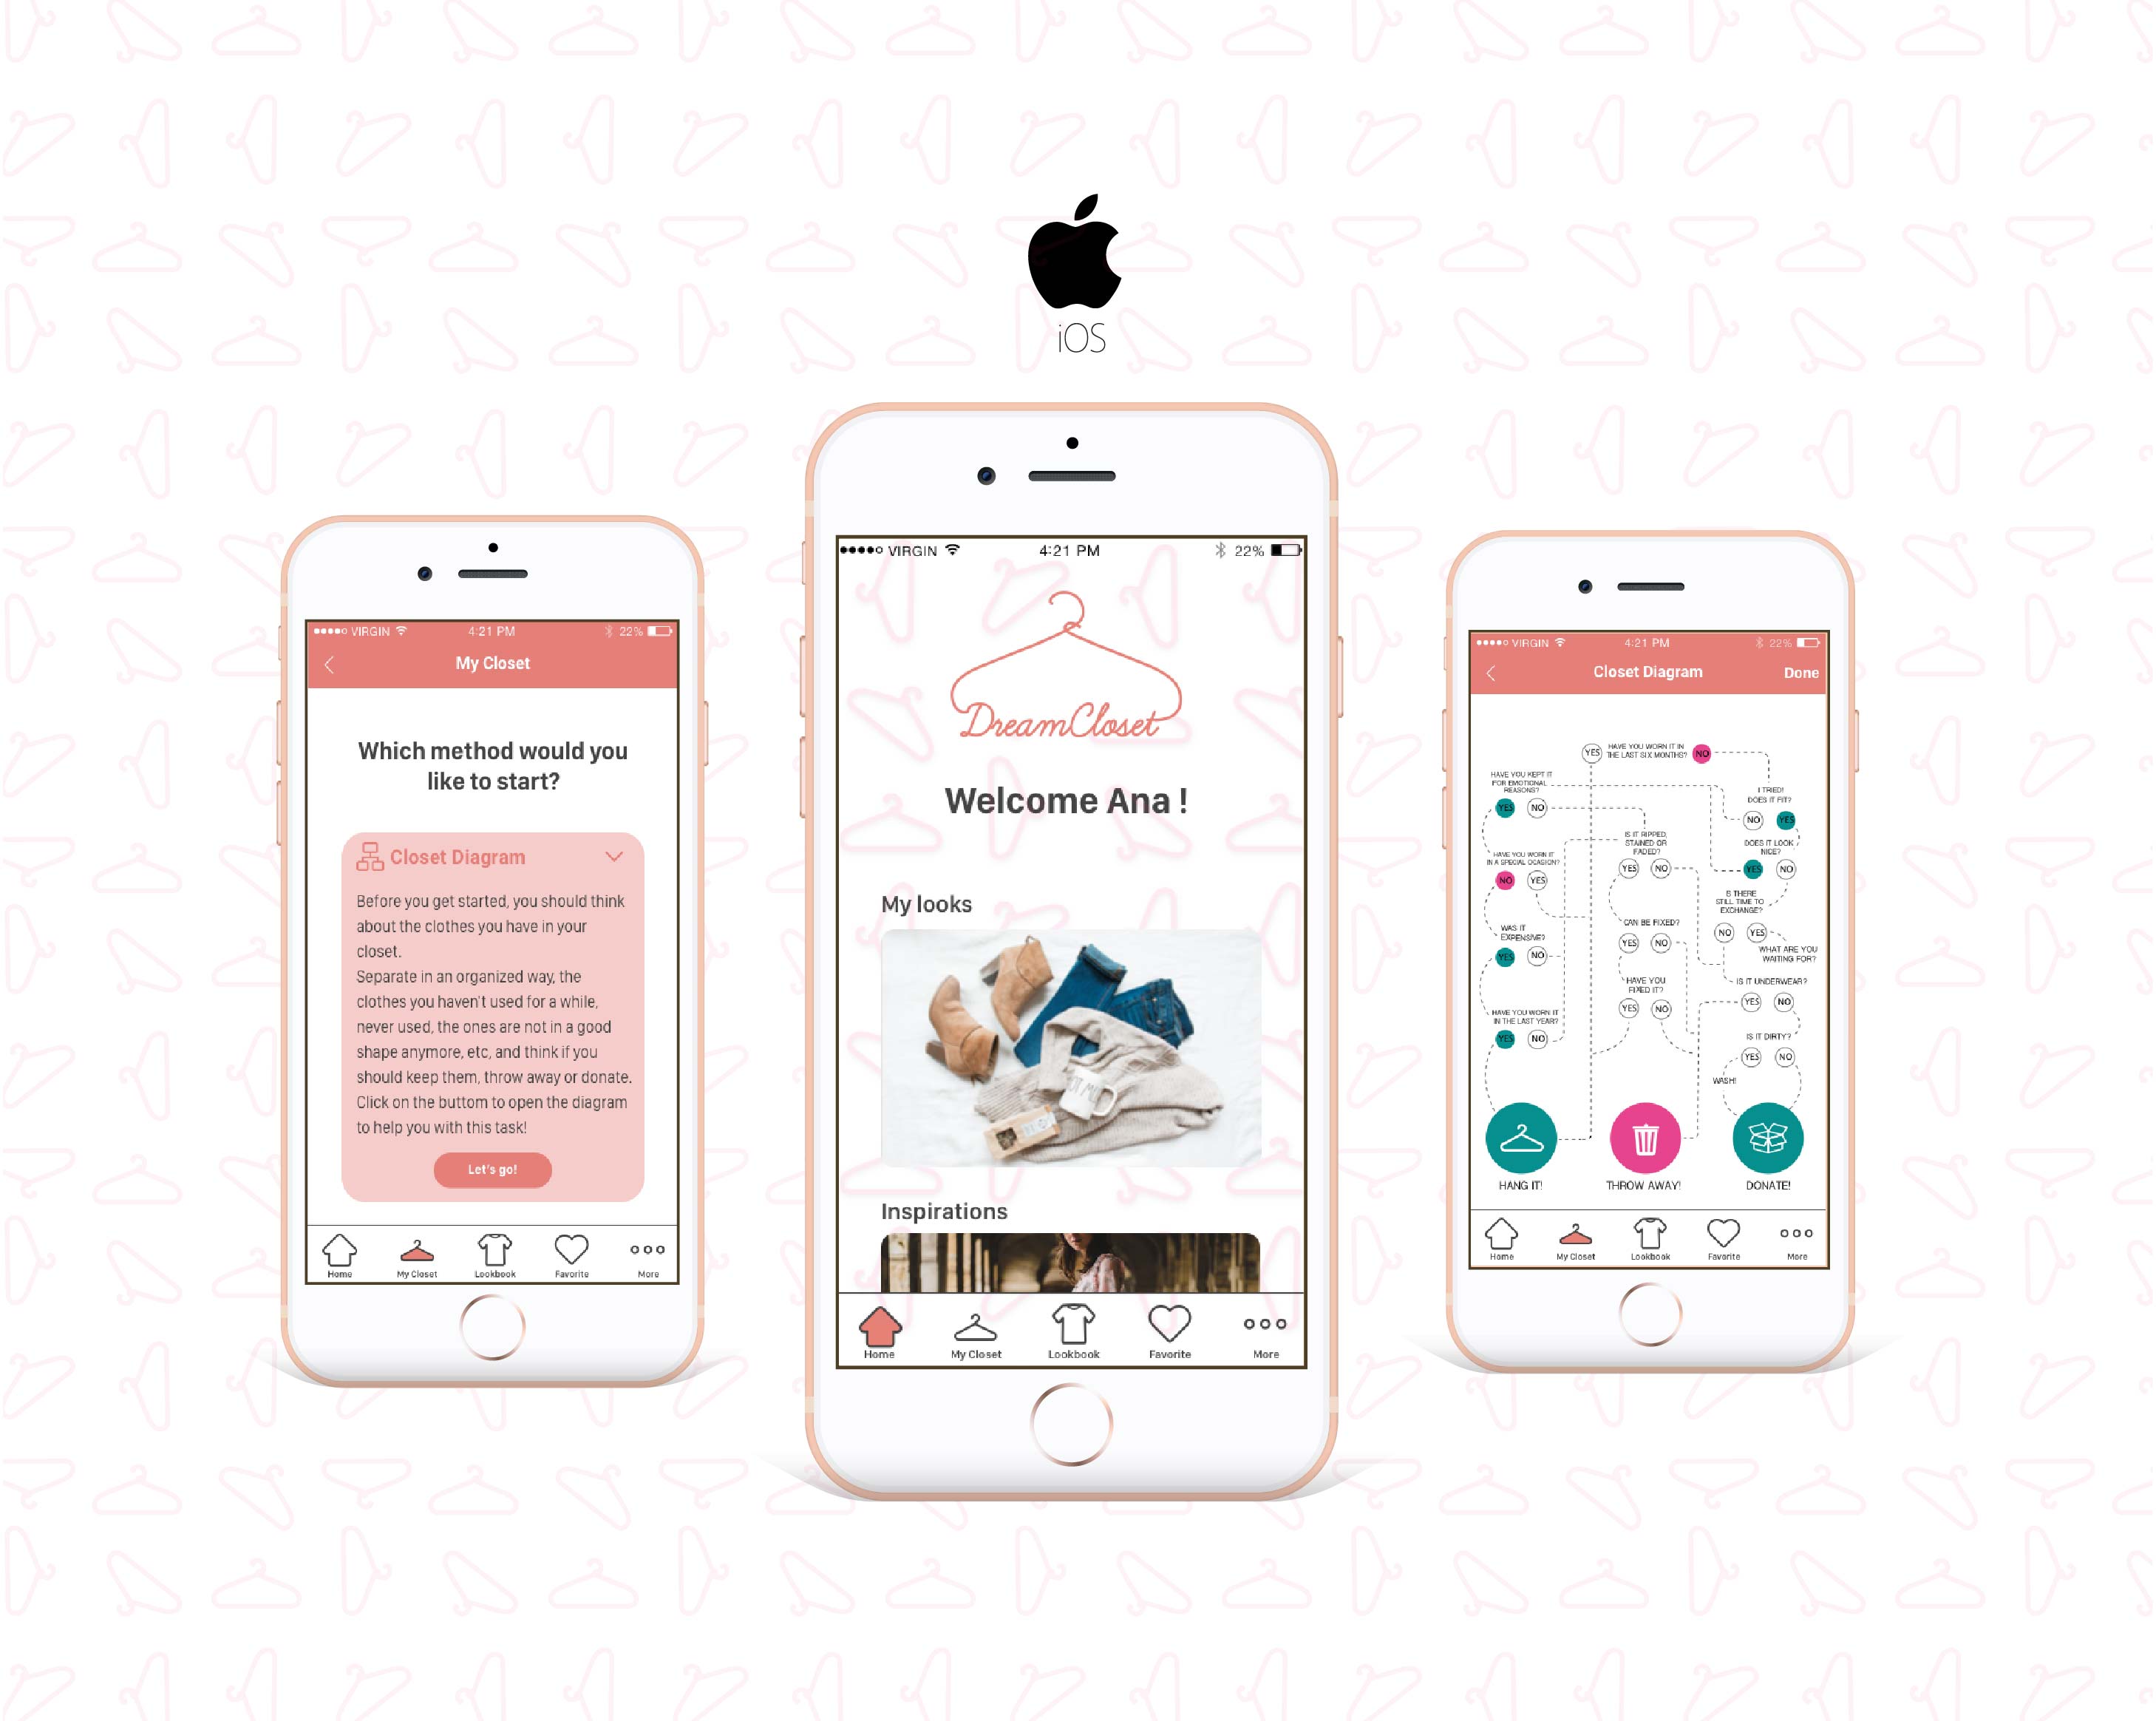 iOS
VIRGIN 4:21 PM 22%
My Closet
Which method would you
like to start?
Closet Diagram
Before you get started, you should think
about the clothes you have in your
closet.
Separate in an organized way, the
clothes you haven't used for a while,
never used, the ones are not in a good
shape anymore, etc, and think if you
should keep them, throw away or donate.
Click on the buttom to open the diagram
to help you with this task!
Let's go!
Home My Closet Lookbook Favorite More
VIRGIN 4:21 PM 22%
DreamCloset
Welcome Ana !
My looks
Inspirations
Home My Closet Lookbook Favorite More
VIRGIN 4:21 PM 22%
Closet Diagram Done
YES HAVE YOU WORN IT IN
THE LAST SIX MONTHS? NO
HAVE YOU KEPT IT
FOR EMOTIONAL
REASONS?
YES NO
I TRIED!
DOES IT FIT?
NO YES
IS IT RIPPED,
STAINED OR
FADED?
YES NO
DOES IT LOOK
NICE?
YES NO
HAVE YOU WORN IT
IN A SPECIAL OCASION?
NO YES
IS THERE
STILL TIME TO
EXCHANGE?
NO YES
CAN BE FIXED?
YES NO
WAS IT
EXPENSIVE?
YES NO
WHAT ARE YOU
WAITING FOR?
HAVE YOU
FIXED IT?
YES NO
IS IT UNDERWEAR?
YES NO
HAVE YOU WORN IT
IN THE LAST YEAR?
YES NO
IS IT DIRTY?
YES NO
WASH!
HANG IT! THROW AWAY! DONATE!
Home My Closet Lookbook Favorite More